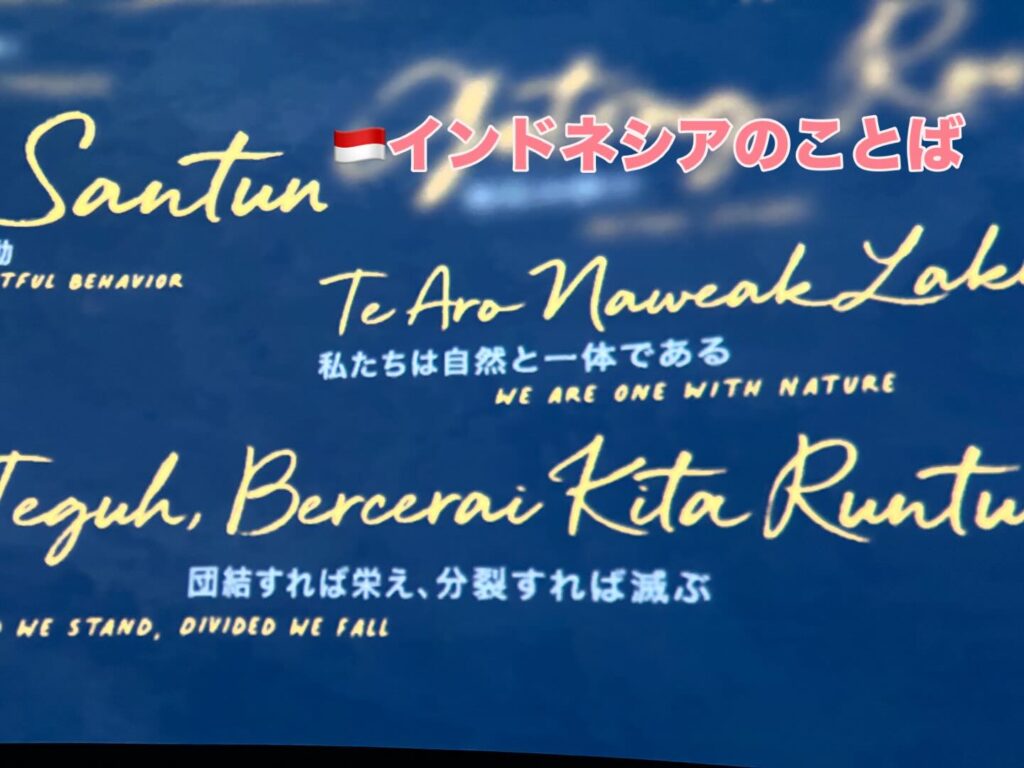 インドネシアのことば
Santun
TFUL BEHAVIOR
Te Aro Naweak Lak
私たちは自然と一体である
WE ARE ONE WITH NATURE
Teguh, Bercerai Kita Runtu
団結すれば栄え、分裂すれば滅ぶ
WE STAND, DIVIDED WE FALL